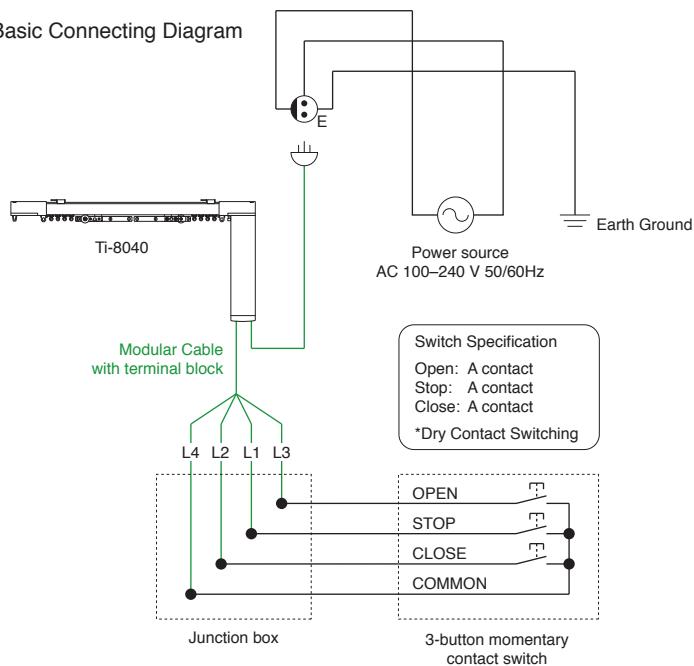 Basic Connecting Diagram
E
Ti-8040
Earth Ground
Power source
AC 100–240 V 50/60Hz
Modular Cable
with terminal block
Switch Specification
Open: A contact
Stop: A contact
Close: A contact
*Dry Contact Switching
L4 L2 L1 L3
OPEN
STOP
CLOSE
COMMON
Junction box
3-button momentary
contact switch